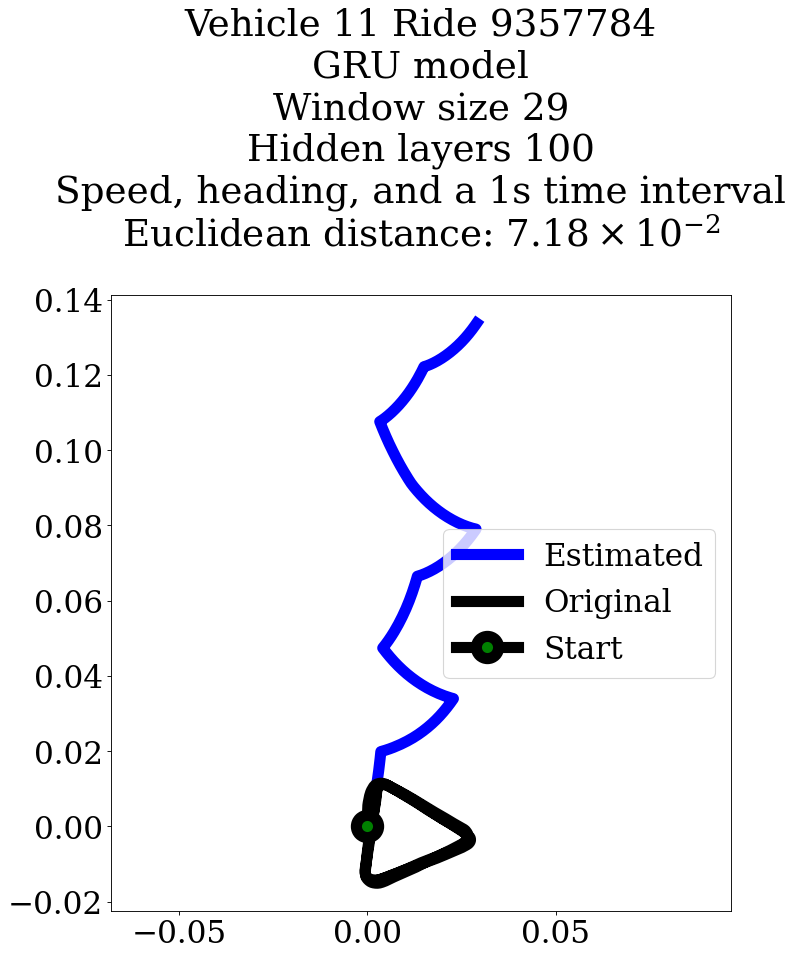 Vehicle 11 Ride 9357784
GRU model
Window size 29
Hidden layers 100
Speed, heading, and a 1s time interval
Euclidean distance: 7.18 × 10⁻²
0.14
0.12
0.10
0.08
0.06
0.04
0.02
0.00
−0.02
Estimated
Original
Start
−0.05
0.00
0.05